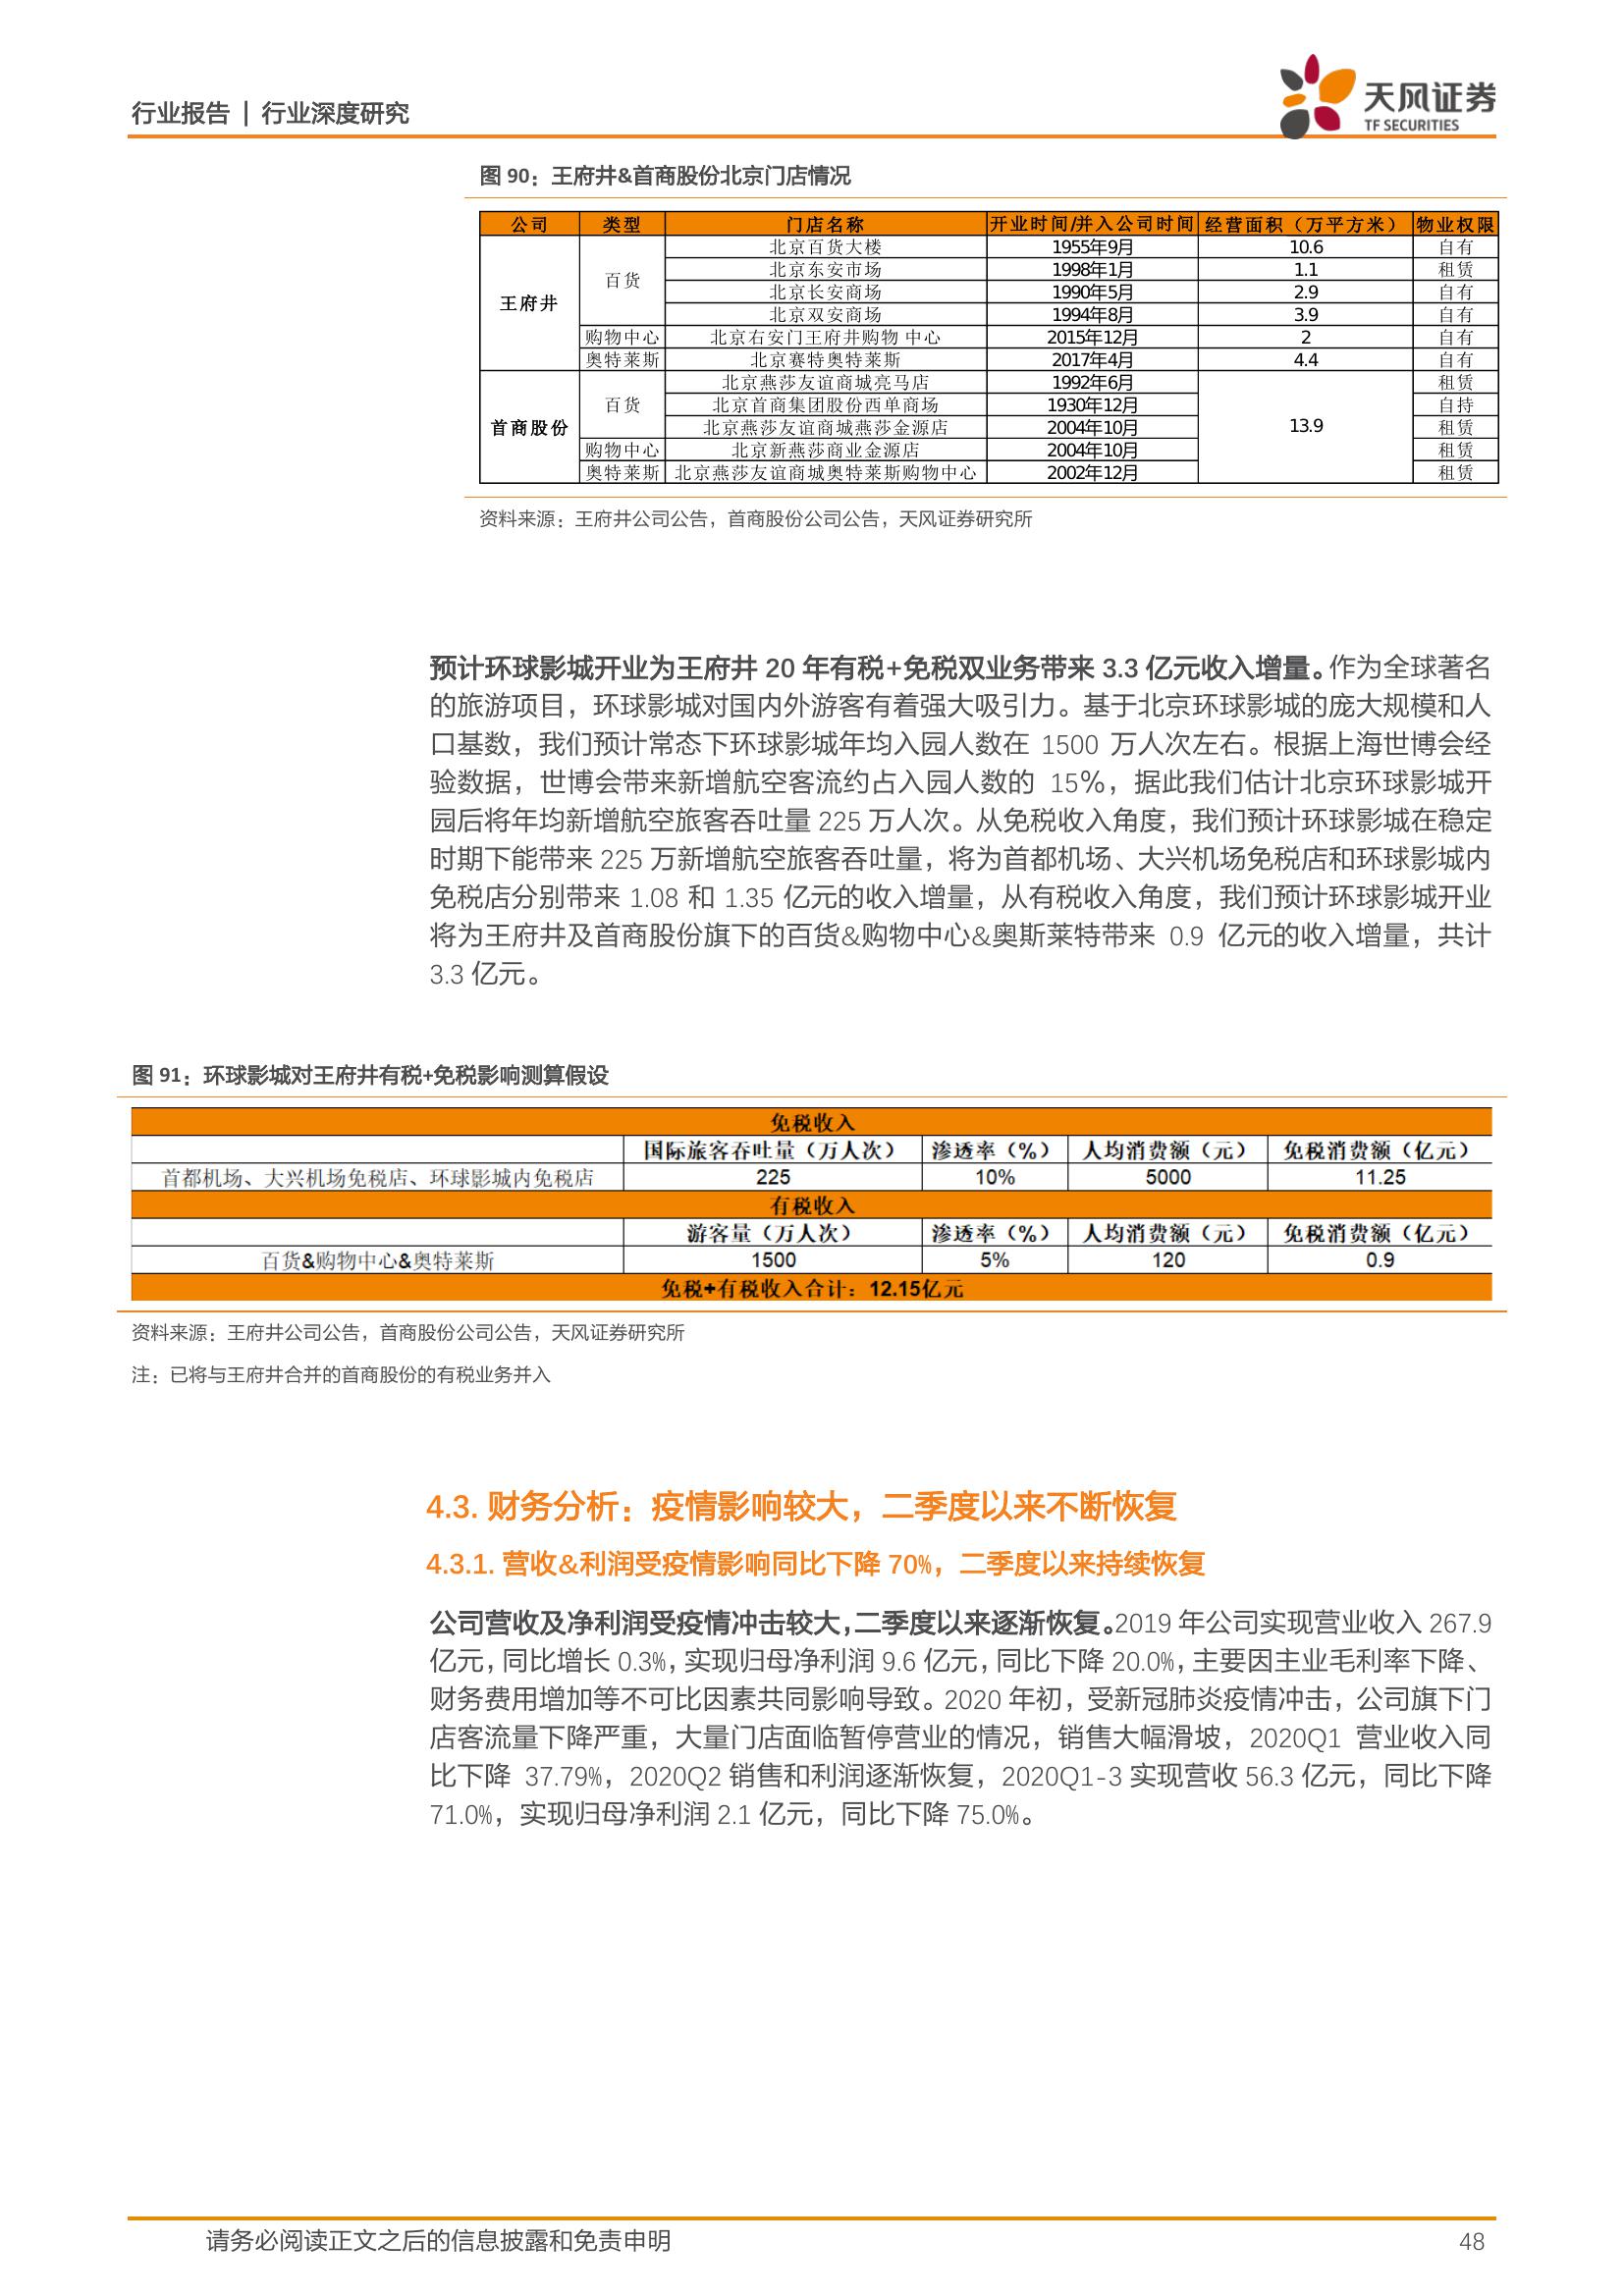 行业报告 | 行业深度研究
天风证券
TF SECURITIES
图 90：王府井&首商股份北京门店情况
公司 类型 门店名称 开业时间/并入公司时间 经营面积（万平方米） 物业权限
王府井 百货 北京百货大楼 1955年9月 10.6 自有
北京东安市场 1998年1月 1.1 租赁
北京长安商场 1990年5月 2.9 自有
北京双安商场 1994年8月 3.9 自有
购物中心 北京右安门王府井购物 中心 2015年12月 2 自有
奥特莱斯 北京赛特奥特莱斯 2017年4月 4.4 自有
首商股份 百货 北京燕莎友谊商城亮马店 1992年6月 13.9 租赁
北京首商集团股份西单商场 1930年12月 自持
北京燕莎友谊商城燕莎金源店 2004年10月 租赁
购物中心 北京新燕莎商业金源店 2004年10月 租赁
奥特莱斯 北京燕莎友谊商城奥特莱斯购物中心 2002年12月 租赁
资料来源：王府井公司公告，首商股份公司公告，天风证券研究所
预计环球影城开业为王府井 20 年有税+免税双业务带来 3.3 亿元收入增量。作为全球著名
的旅游项目，环球影城对国内外游客有着强大吸引力。基于北京环球影城的庞大规模和人
口基数，我们预计常态下环球影城年均入园人数在 1500 万人次左右。根据上海世博会经
验数据，世博会带来新增航空客流约占入园人数的 15%，据此我们估计北京环球影城开
园后将年均新增航空旅客吞吐量 225 万人次。从免税收入角度，我们预计环球影城在稳定
时期下能带来 225 万新增航空旅客吞吐量，将为首都机场、大兴机场免税店和环球影城内
免税店分别带来 1.08 和 1.35 亿元的收入增量，从有税收入角度，我们预计环球影城开业
将为王府井及首商股份旗下的百货&购物中心&奥斯莱特带来 0.9 亿元的收入增量，共计
3.3 亿元。
图 91：环球影城对王府井有税+免税影响测算假设
免税收入
国际旅客吞吐量（万人次） 渗透率（%） 人均消费额（元） 免税消费额（亿元）
首都机场、大兴机场免税店、环球影城内免税店 225 10% 5000 11.25
有税收入
游客量（万人次） 渗透率（%） 人均消费额（元） 免税消费额（亿元）
百货&购物中心&奥特莱斯 1500 5% 120 0.9
免税+有税收入合计：12.15亿元
资料来源：王府井公司公告，首商股份公司公告，天风证券研究所
注：已将与王府井合并的首商股份的有税业务并入
4.3. 财务分析：疫情影响较大，二季度以来不断恢复
4.3.1. 营收&利润受疫情影响同比下降 70%，二季度以来持续恢复
公司营收及净利润受疫情冲击较大，二季度以来逐渐恢复。2019 年公司实现营业收入 267.9
亿元，同比增长 0.3%，实现归母净利润 9.6 亿元，同比下降 20.0%，主要因主业毛利率下降、
财务费用增加等不可比因素共同影响导致。2020 年初，受新冠肺炎疫情冲击，公司旗下门
店客流量下降严重，大量门店面临暂停营业的情况，销售大幅滑坡，2020Q1 营业收入同
比下降 37.79%，2020Q2 销售和利润逐渐恢复，2020Q1-3 实现营收 56.3 亿元，同比下降
71.0%，实现归母净利润 2.1 亿元，同比下降 75.0%。
请务必阅读正文之后的信息披露和免责申明
48